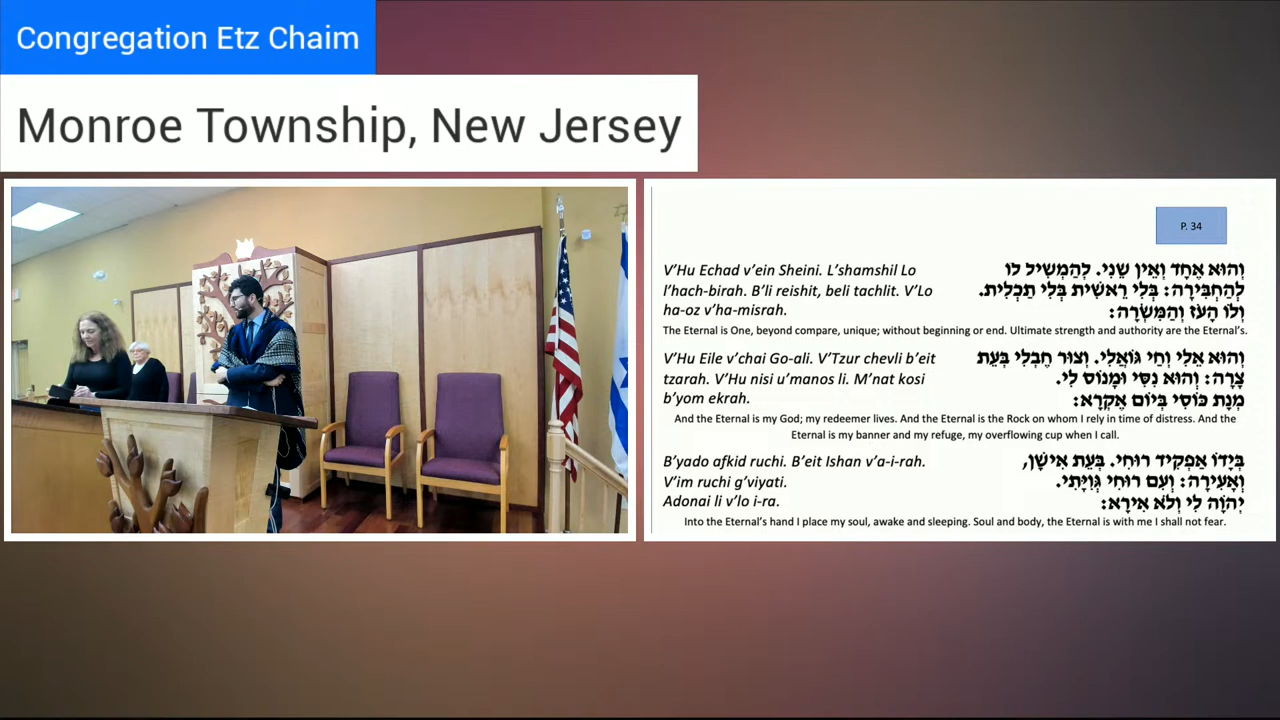 Congregation Etz Chaim
Monroe Township, New Jersey
P. 34
V'Hu Echad v'ein Sheini. L'shamshil Lo
l'hach-birah. B'li reishit, beli tachlit. V'Lo
ha-oz v'ha-misrah.
וְהוּא אֶחָד וְאֵין שֵׁנִי. לְהַמְשִׁיל לוֹ
לְהַחְבִּירָה: בְּלִי רֵאשִׁית בְּלִי תַכְלִית.
וְלוֹ הָעֹז וְהַמִּשְׂרָה:
The Eternal is One, beyond compare, unique; without beginning or end. Ultimate strength and authority are the Eternal's.
V'Hu Eile v'chai Go-ali. V'Tzur chevli b'eit
tzarah. V'Hu nisi u'manos li. M'nat kosi
b'yom ekrah.
וְהוּא אֵלִי וְחַי גּוֹאֲלִי. וְצוּר חֶבְלִי בְּעֵת
צָרָה: וְהוּא נִסִּי וּמָנוֹס לִי.
מְנָת כּוֹסִי בְּיוֹם אֶקְרָא:
And the Eternal is my God; my redeemer lives. And the Eternal is the Rock on whom I rely in time of distress. And the
Eternal is my banner and my refuge, my overflowing cup when I call.
B'yado afkid ruchi. B'eit Ishan v'a-i-rah.
V'im ruchi g'viyati.
Adonai li v'lo i-ra.
בְּיָדוֹ אַפְקִיד רוּחִי. בְּעֵת אִישָׁן,
וְאָעִירָה: וְעִם רוּחִי גְּוִיָּתִי.
יְהֹוָה לִי וְלֹא אִירָא:
Into the Eternal's hand I place my soul, awake and sleeping. Soul and body, the Eternal is with me I shall not fear.